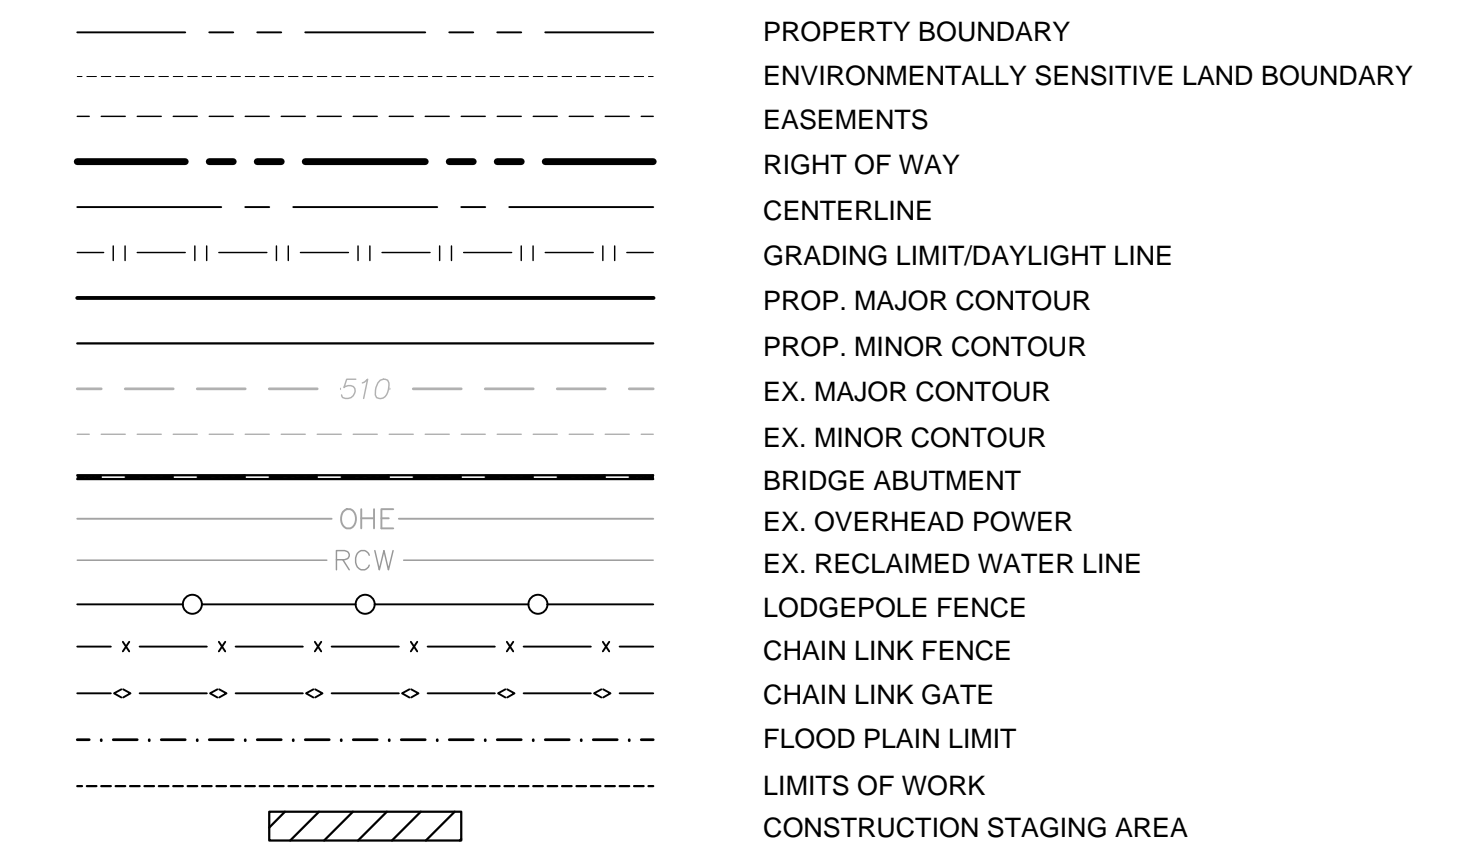 PROPERTY BOUNDARY
ENVIRONMENTALLY SENSITIVE LAND BOUNDARY
EASEMENTS
RIGHT OF WAY
CENTERLINE
GRADING LIMIT/DAYLIGHT LINE
PROP. MAJOR CONTOUR
PROP. MINOR CONTOUR
510 EX. MAJOR CONTOUR
EX. MINOR CONTOUR
BRIDGE ABUTMENT
OHE EX. OVERHEAD POWER
RCW EX. RECLAIMED WATER LINE
LODGEPOLE FENCE
CHAIN LINK FENCE
CHAIN LINK GATE
FLOOD PLAIN LIMIT
LIMITS OF WORK
CONSTRUCTION STAGING AREA